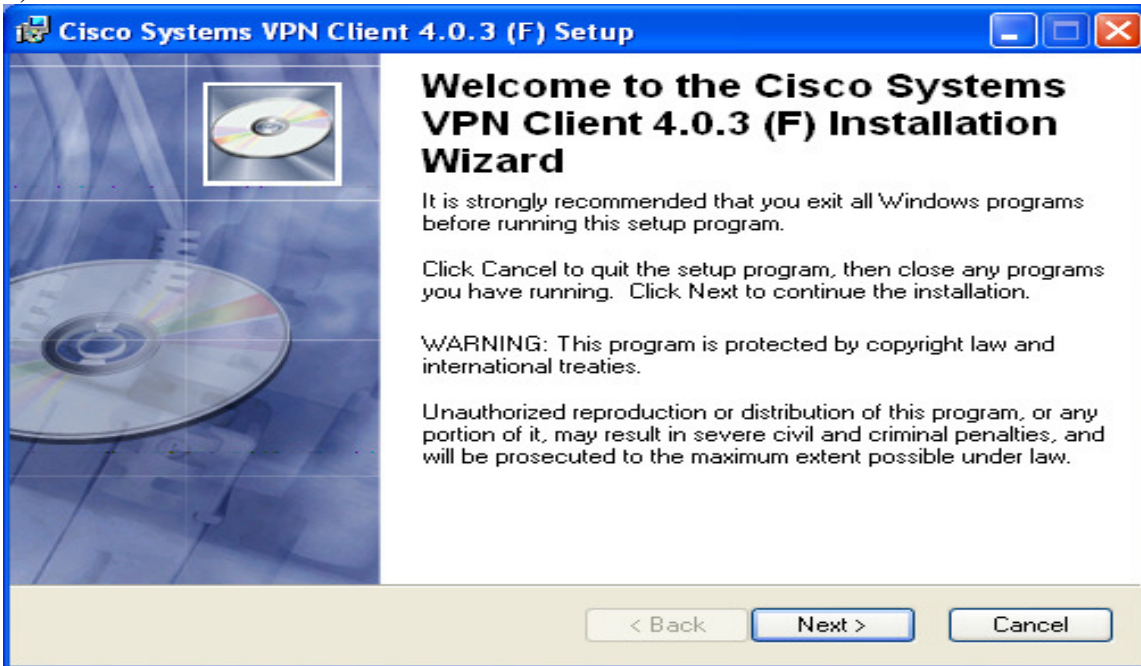 Cisco Systems VPN Client 4.0.3 (F) Setup
Welcome to the Cisco Systems
VPN Client 4.0.3 (F) Installation
Wizard
It is strongly recommended that you exit all Windows programs
before running this setup program.
Click Cancel to quit the setup program, then close any programs
you have running. Click Next to continue the installation.
WARNING: This program is protected by copyright law and
international treaties.
Unauthorized reproduction or distribution of this program, or any
portion of it, may result in severe civil and criminal penalties, and
will be prosecuted to the maximum extent possible under law.
< Back Next > Cancel